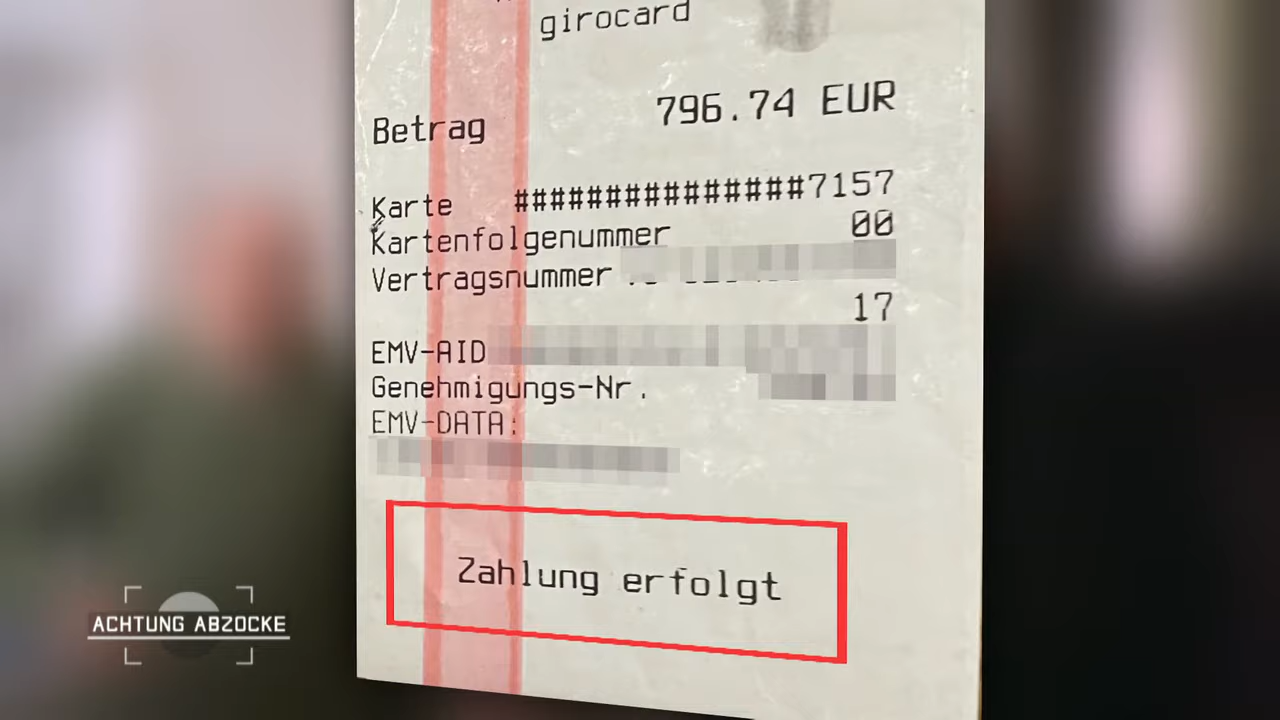 girocard
Betrag 796.74 EUR
Karte ##############7157
Kartenfolgenummer 00
Vertragsnummer
17
EMV-AID
Genehmigungs-Nr.
EMV-DATA:
Zahlung erfolgt
ACHTUNG ABZOCKE